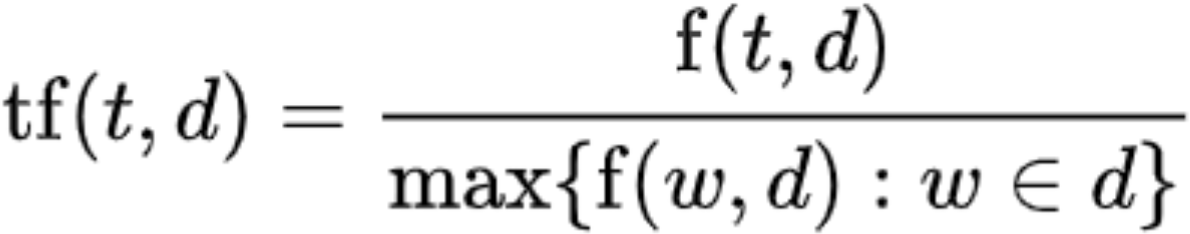 tf(t, d) = f(t, d) / max{f(w, d) : w ∈ d}